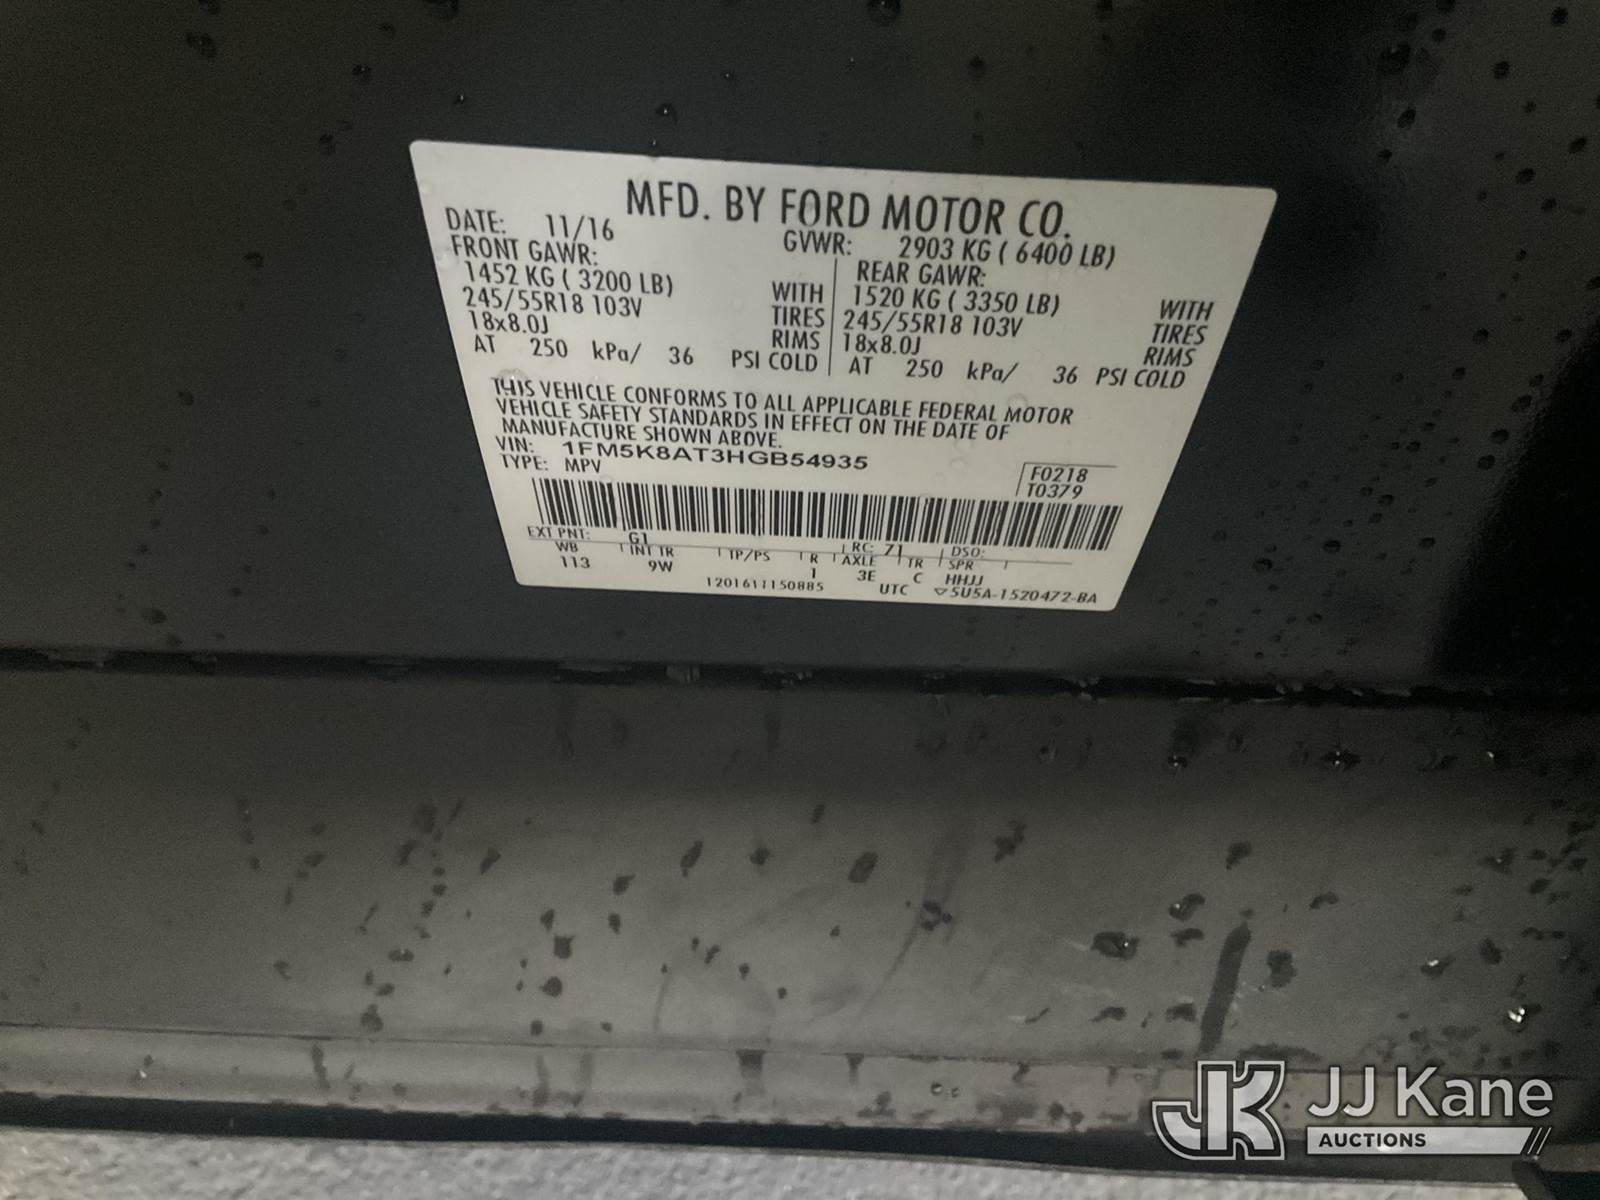 MFD. BY FORD MOTOR CO.
DATE: 11/16 GVWR: 2903 KG ( 6400 LB)
FRONT GAWR: REAR GAWR:
1452 KG ( 3200 LB) WITH 1520 KG ( 3350 LB) WITH
245/55R18 103V TIRES 245/55R18 103V TIRES
18x8.0J RIMS 18x8.0J RIMS
AT 250 kPa/ 36 PSI COLD AT 250 kPa/ 36 PSI COLD
THIS VEHICLE CONFORMS TO ALL APPLICABLE FEDERAL MOTOR
VEHICLE SAFETY STANDARDS IN EFFECT ON THE DATE OF
MANUFACTURE SHOWN ABOVE.
VIN: 1FM5K8AT3HGB54935
TYPE: MPV F0218
T0379
EXT PNT: G1 RC: 71 DSO:
WB INT TR TP/PS R AXLE TR SPR
113 9W 1 3E C HHJJ
1201611150885 UTC ▽5U5A-1520472-BA
JK JJ Kane
AUCTIONS